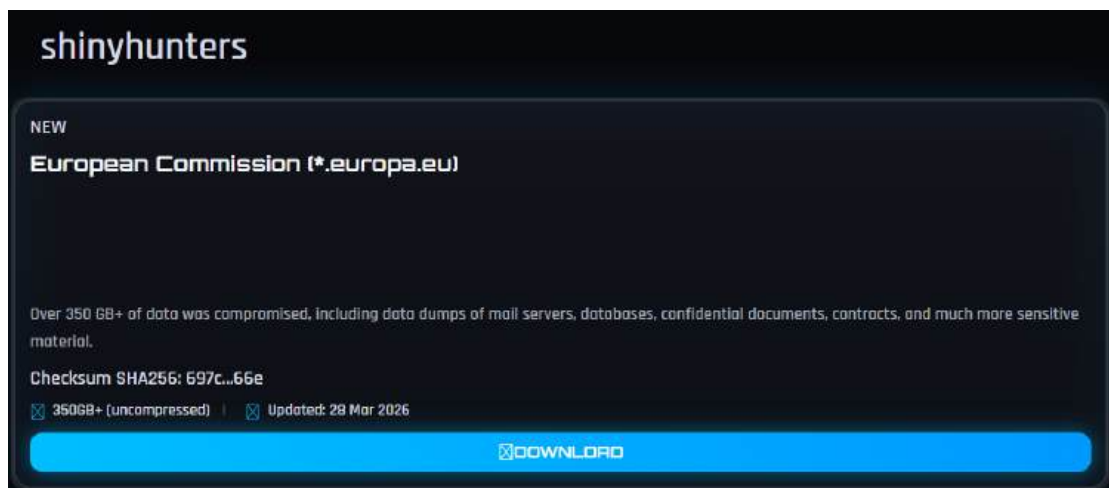 shinyhunters
NEW
European Commission (*.europa.eu)
Over 350 GB+ of data was compromised, including data dumps of mail servers, databases, confidential documents, contracts, and much more sensitive
material.
Checksum SHA256: 697c...66e
350GB+ (uncompressed) | Updated: 28 Mar 2026
DOWNLOAD